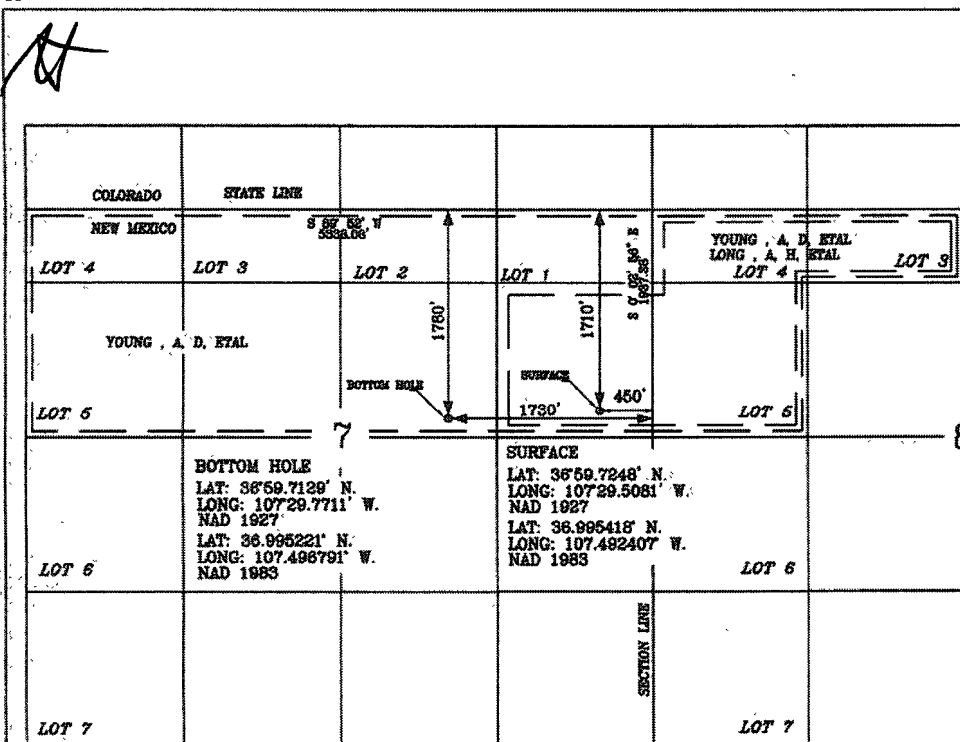 COLORADO STATE LINE
NEW MEXICO
S 89° 52' W
YOUNG , A, D, ETAL
LONG , A, H, ETAL
LOT 4 LOT 3 LOT 2 LOT 1 LOT 4 LOT 3
1760'
1710'
YOUNG , A, D, ETAL
BOTTOM HOLE
SURFACE
450'
1730'
LOT 5
LOT 5
7
8
BOTTOM HOLE
LAT: 36°59.7129' N.
LONG: 107°29.7711' W.
NAD 1927
LAT: 36.995221° N.
LONG: 107.496791° W.
NAD 1983
SURFACE
LAT: 36°59.7248' N.
LONG: 107°29.5081' W.
NAD 1927
LAT: 36.995418° N.
LONG: 107.492407° W.
NAD 1983
LOT 6
LOT 6
SECTION LINE
LOT 7
LOT 7